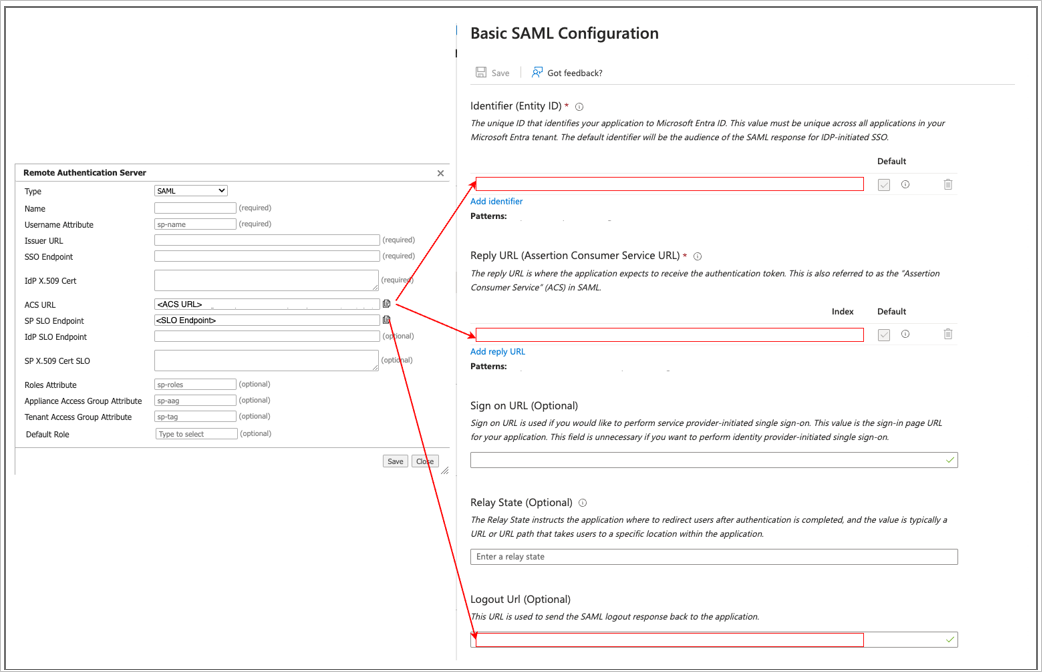 Remote Authentication Server
Type SAML
Name (required)
Username Attribute sp-name (required)
Issuer URL (required)
SSO Endpoint (required)
IdP X.509 Cert (required)
ACS URL <ACS URL>
SP SLO Endpoint <SLO Endpoint>
IdP SLO Endpoint (optional)
SP X.509 Cert SLO (optional)
Roles Attribute sp-roles (optional)
Appliance Access Group Attribute sp-aag (optional)
Tenant Access Group Attribute sp-tag (optional)
Default Role Type to select (optional)
Save Close
Basic SAML Configuration
Save Got feedback?
Identifier (Entity ID) *
The unique ID that identifies your application to Microsoft Entra ID. This value must be unique across all applications in your
Microsoft Entra tenant. The default identifier will be the audience of the SAML response for IDP-initiated SSO.
Default
Add identifier
Patterns:
Reply URL (Assertion Consumer Service URL) *
The reply URL is where the application expects to receive the authentication token. This is also referred to as the "Assertion
Consumer Service" (ACS) in SAML.
Index Default
Add reply URL
Patterns:
Sign on URL (Optional)
Sign on URL is used if you would like to perform service provider-initiated single sign-on. This value is the sign-in page URL
for your application. This field is unnecessary if you want to perform identity provider-initiated single sign-on.
Relay State (Optional)
The Relay State instructs the application where to redirect users after authentication is completed, and the value is typically a
URL or URL path that takes users to a specific location within the application.
Enter a relay state
Logout Url (Optional)
This URL is used to send the SAML logout response back to the application.